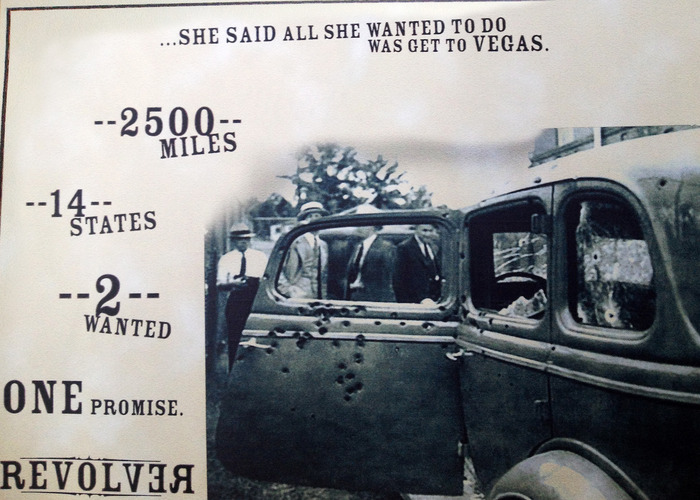 ...SHE SAID ALL SHE WANTED TO DO
WAS GET TO VEGAS.
--2500--
MILES
--14--
STATES
--2--
WANTED
ONE PROMISE.
REVOLVER